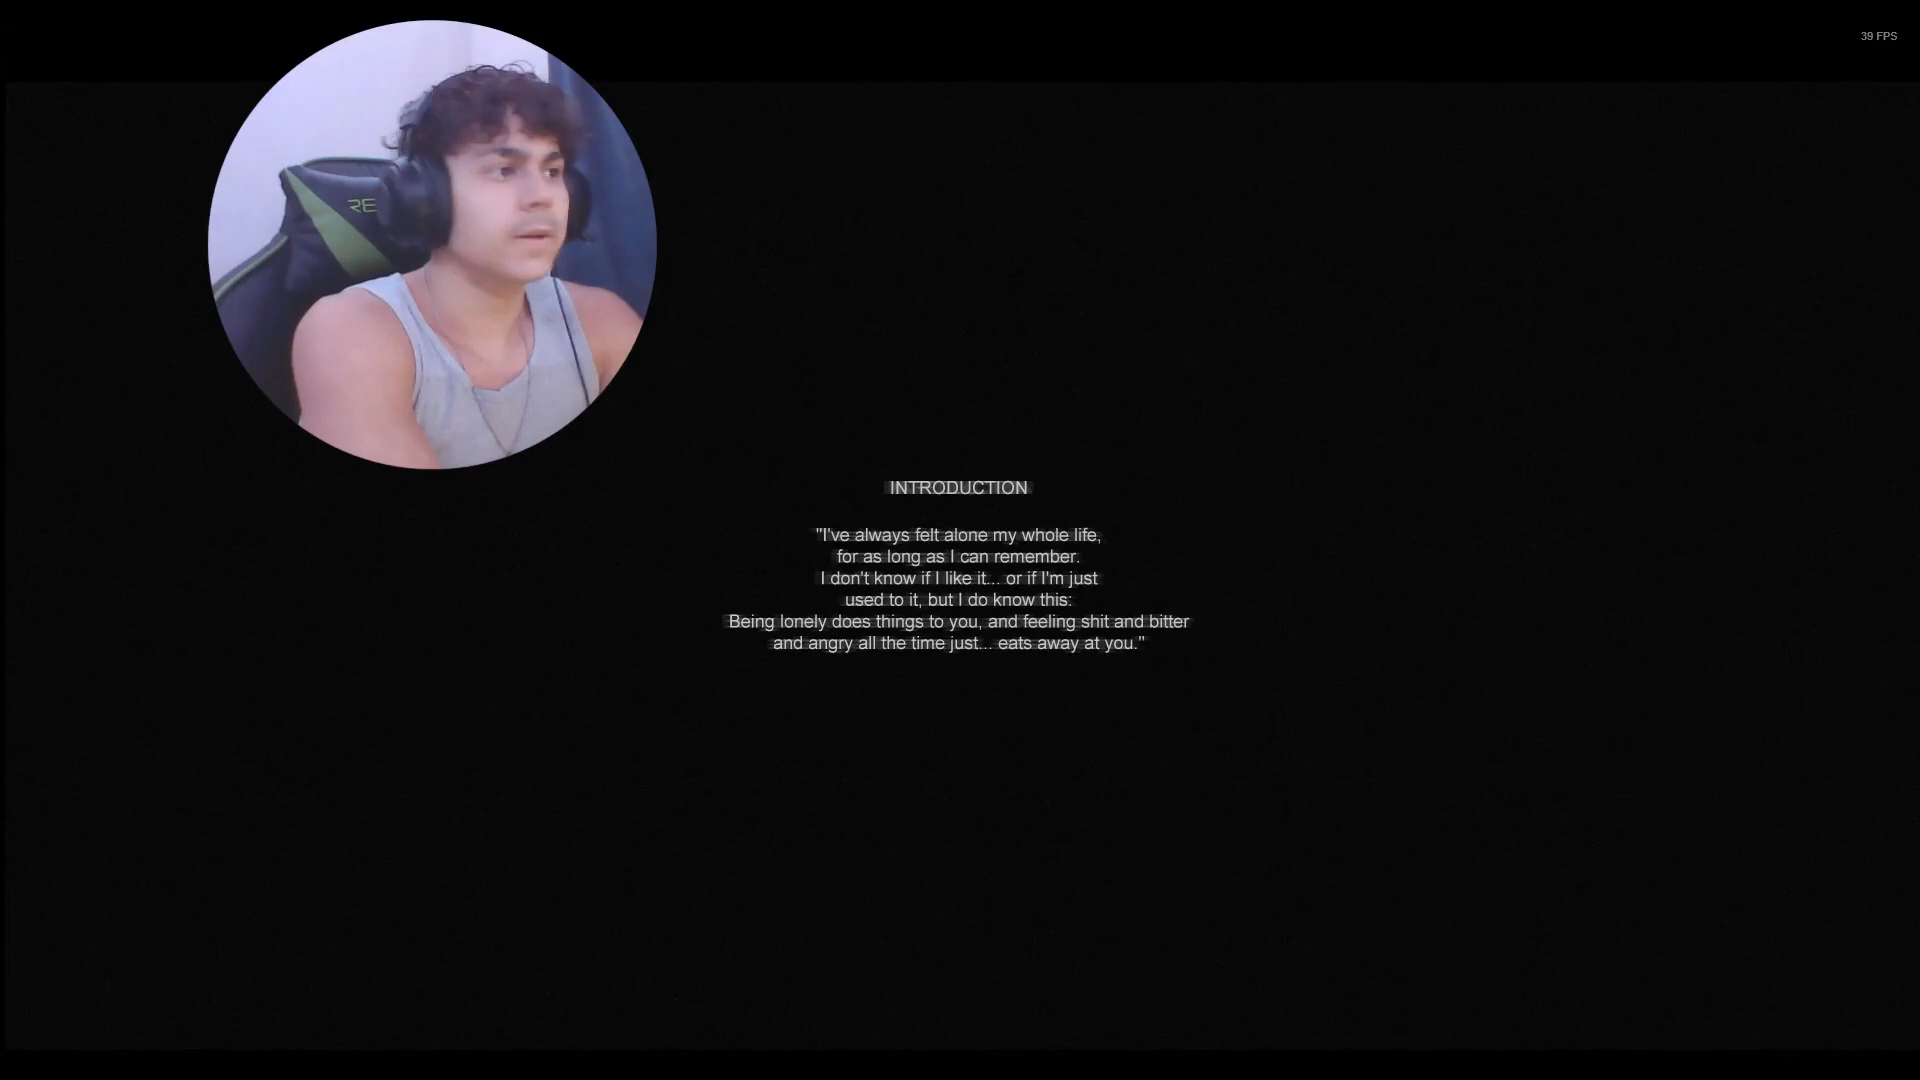 39 FPS
RE
INTRODUCTION
"I've always felt alone my whole life,
for as long as I can remember.
I don't know if I like it... or if I'm just
used to it, but I do know this:
Being lonely does things to you, and feeling shit and bitter
and angry all the time just... eats away at you."